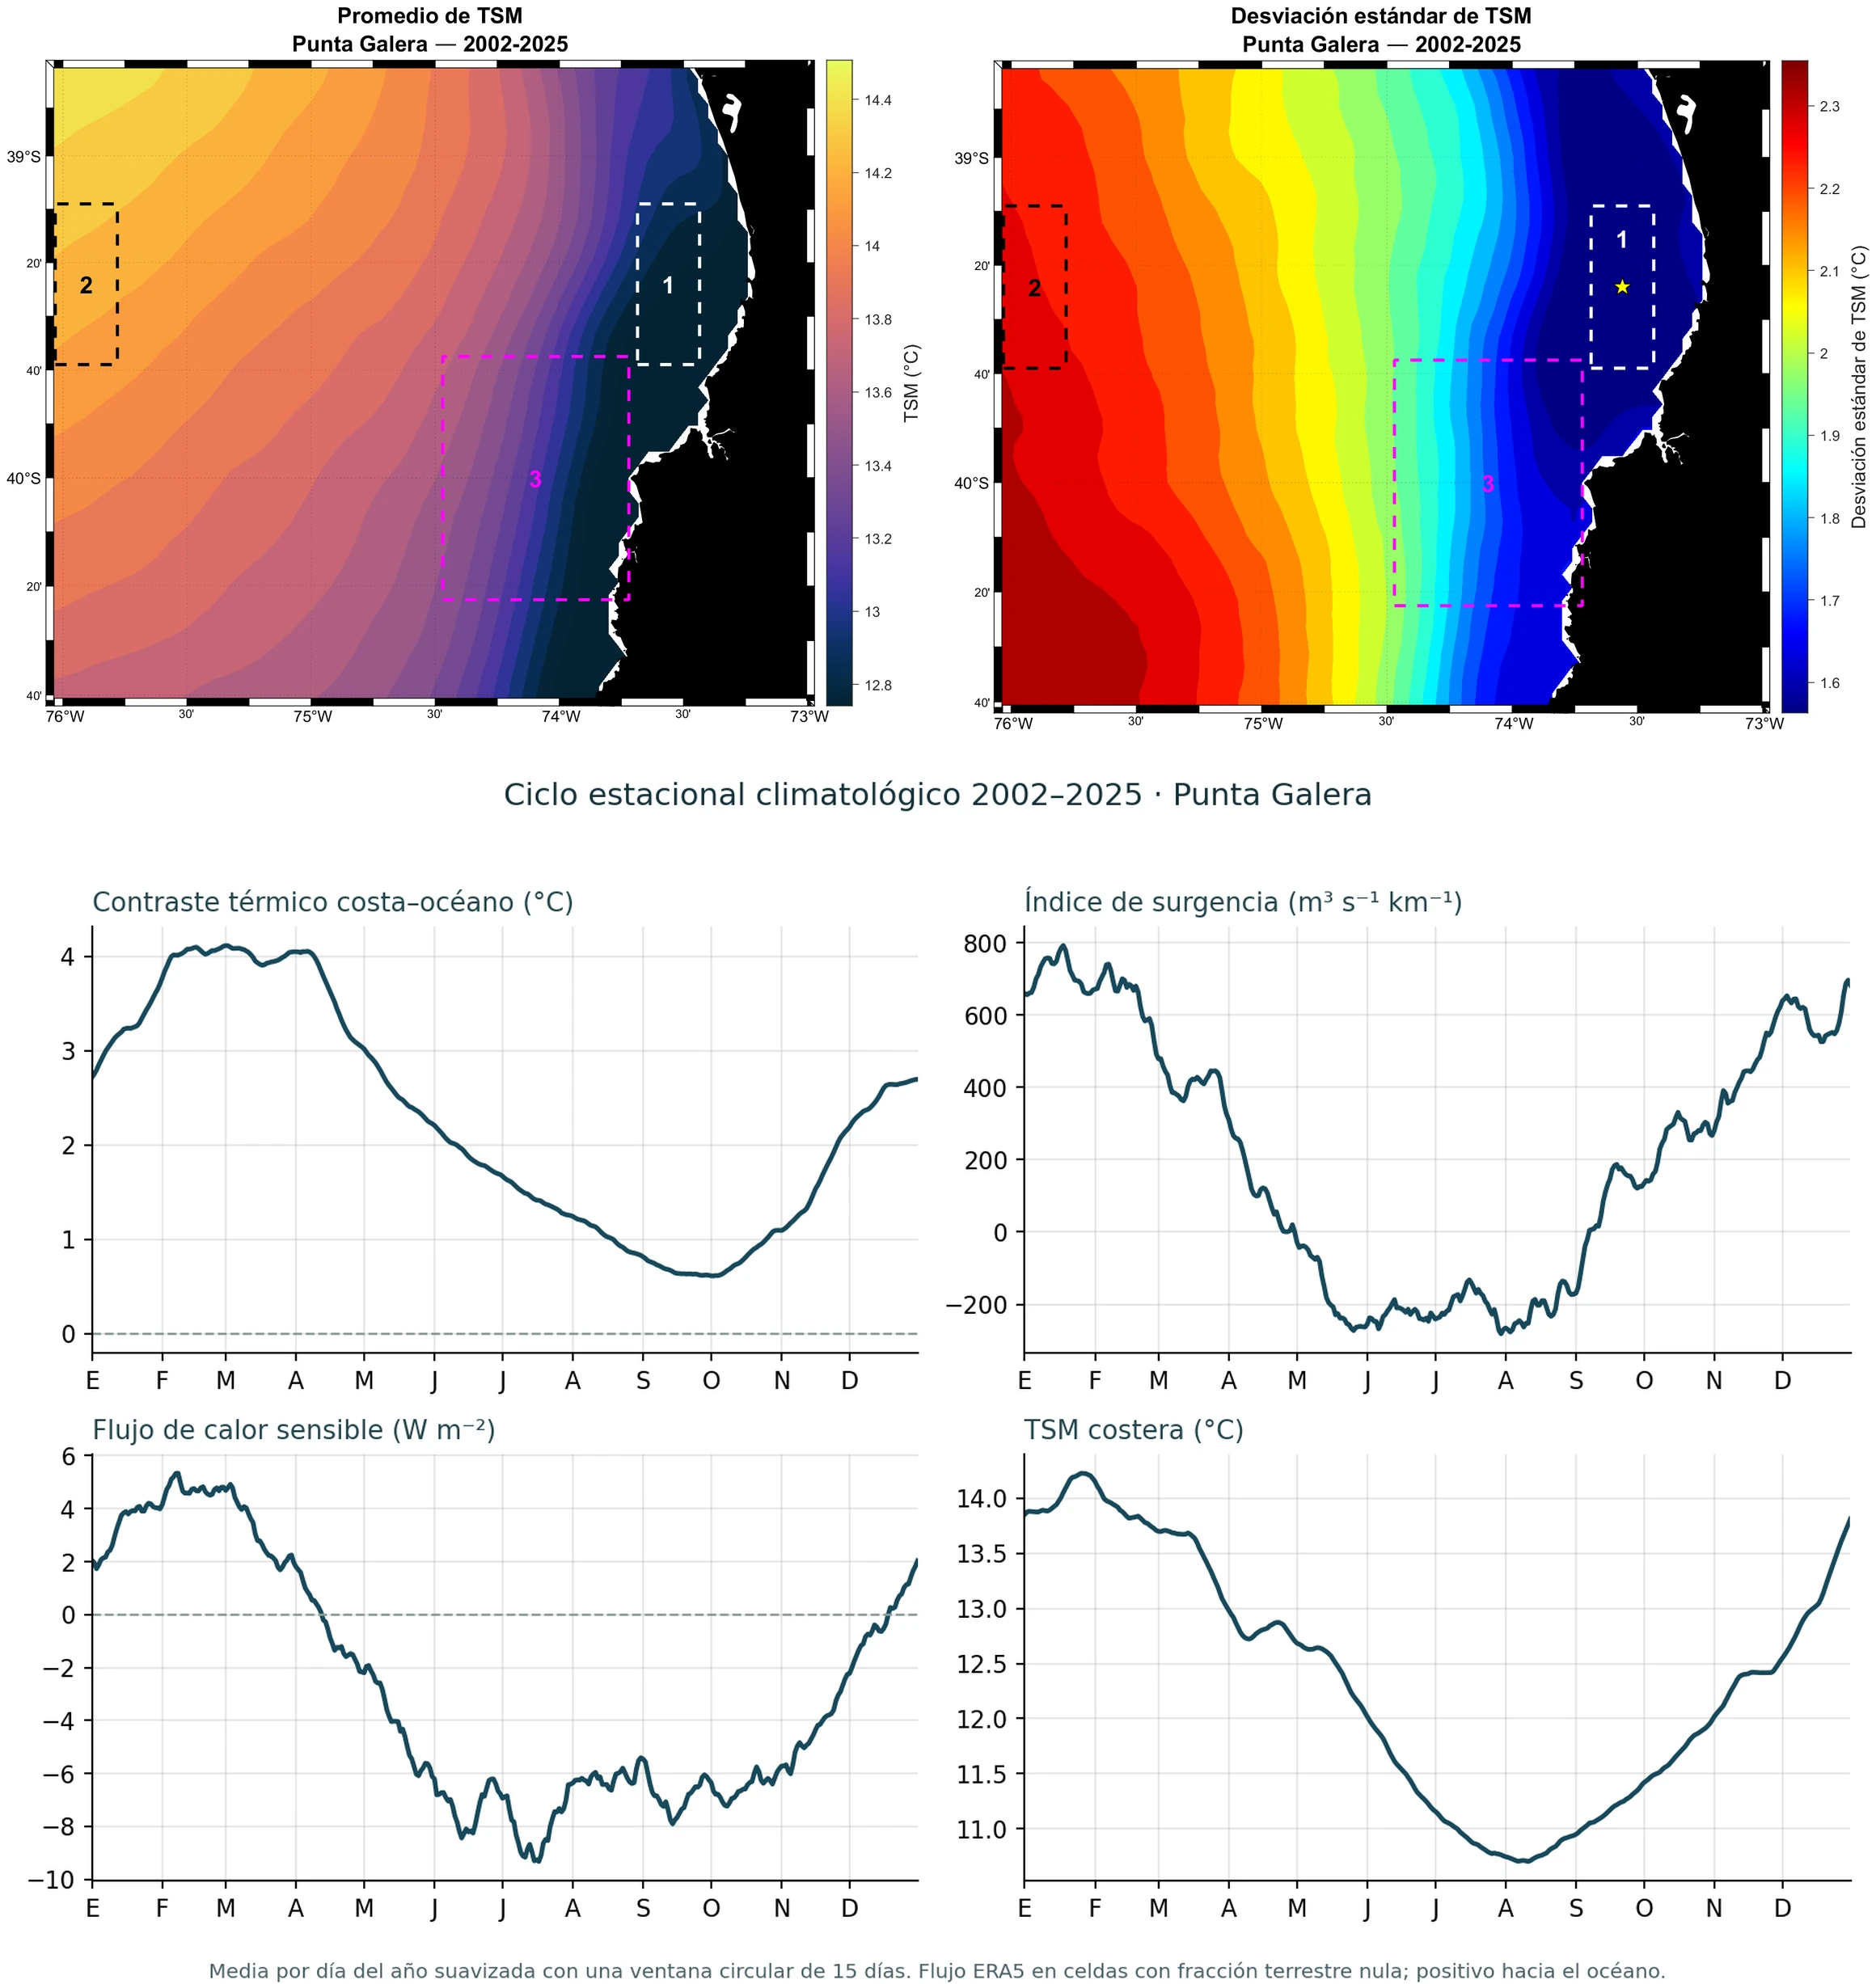 Promedio de TSM
Punta Galera — 2002-2025
39°S
20'
40'
40°S
20'
40'
76°W
30'
75°W
30'
74°W
30'
73°W
2
1
3
14.4
14.2
14
13.8
13.6
13.4
13.2
13
12.8
TSM (°C)
Desviación estándar de TSM
Punta Galera — 2002-2025
39°S
20'
40'
40°S
20'
40'
76°W
30'
75°W
30'
74°W
30'
73°W
2
1
3
2.3
2.2
2.1
2
1.9
1.8
1.7
1.6
Desviación estándar de TSM (°C)
Ciclo estacional climatológico 2002–2025 · Punta Galera
Contraste térmico costa–océano (°C)
4
3
2
1
0
E F M A M J J A S O N D
Índice de surgencia (m³ s⁻¹ km⁻¹)
800
600
400
200
0
−200
E F M A M J J A S O N D
Flujo de calor sensible (W m⁻²)
6
4
2
0
−2
−4
−6
−8
−10
E F M A M J J A S O N D
TSM costera (°C)
14.0
13.5
13.0
12.5
12.0
11.5
11.0
E F M A M J J A S O N D
Media por día del año suavizada con una ventana circular de 15 días. Flujo ERA5 en celdas con fracción terrestre nula; positivo hacia el océano.